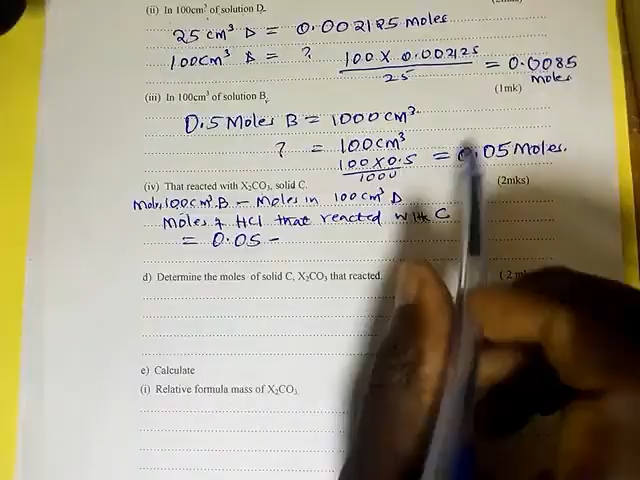 (ii) In 100cm³ of solution D.
25 cm³ D = 0.002125 moles
100cm³ D = ? 100 x 0.002125 / 25 = 0.0085 moles
(iii) In 100cm³ of solution B, (1mk)
0.5 Moles B = 1000cm³.
? = 100cm³
100 x 0.5 / 1000 = 0.05 Moles.
(iv) That reacted with X₂CO₃, solid C. (2mks)
100cm³ B - Moles in 100cm³ D
Moles of HCl that reacted with C
= 0.05 -
d) Determine the moles of solid C, X₂CO₃ that reacted. (2
e) Calculate
(i) Relative formula mass of X₂CO₃